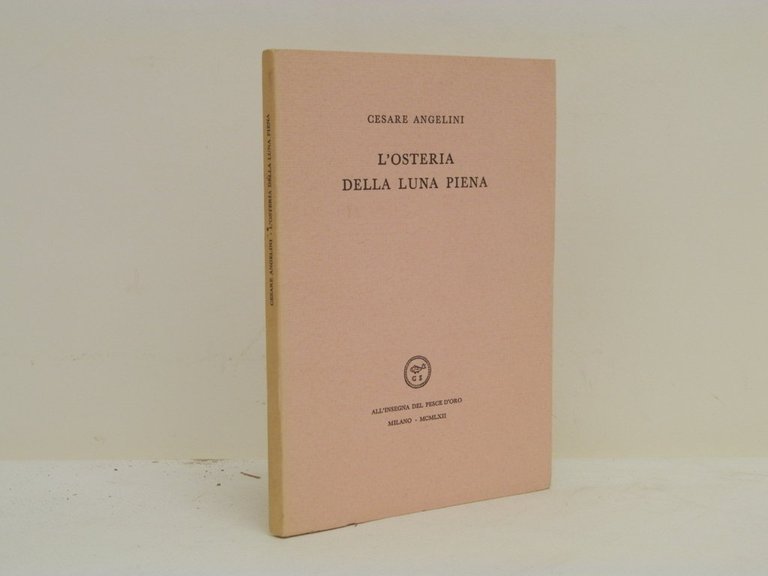 CESARE ANGELINI
L'OSTERIA
DELLA LUNA PIENA
ALL'INSEGNA DEL PESCE D'ORO
MILANO - MCMLXII
CESARE ANGELINI - L'OSTERIA DELLA LUNA PIENA